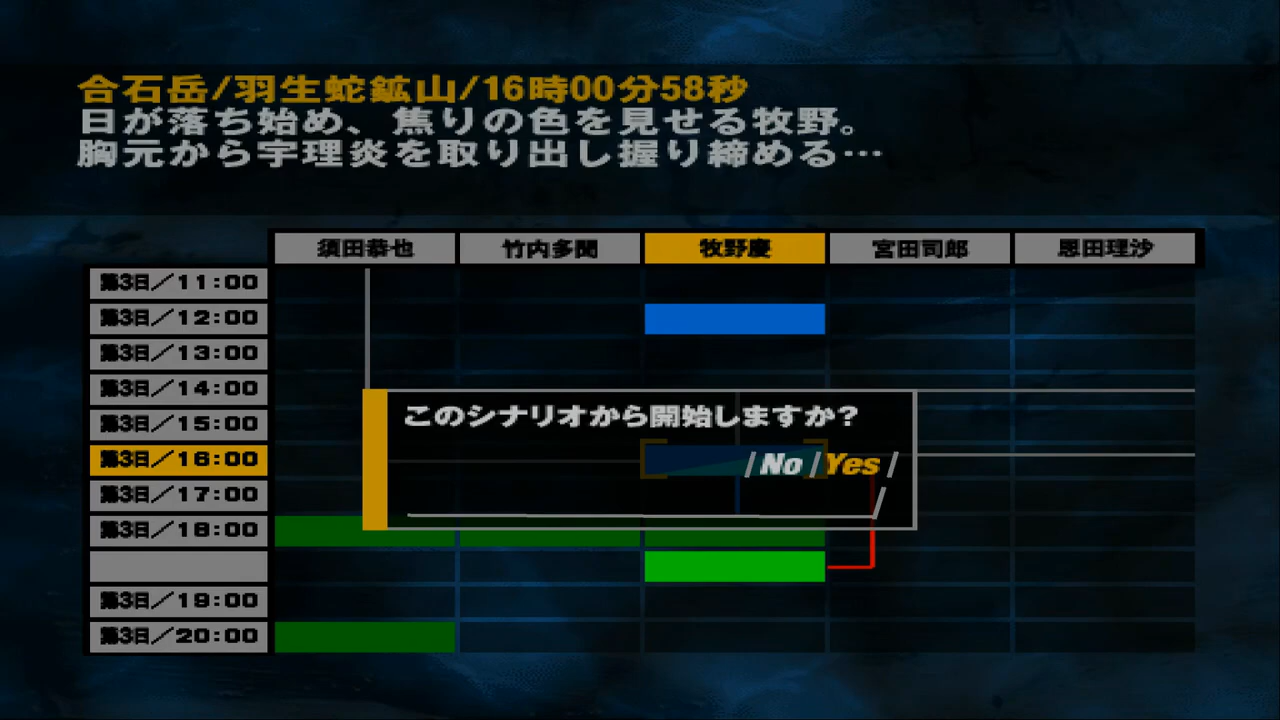 合石岳/羽生蛇鉱山/16時00分58秒
日が落ち始め、焦りの色を見せる牧野。
胸元から宇理炎を取り出し握り締める…
須田恭也 竹内多聞 牧野慶 宮田司郎 恩田理沙
第3日／11:00
第3日／12:00
第3日／13:00
第3日／14:00
このシナリオから開始しますか？
第3日／15:00
第3日／16:00
/No /Yes /
第3日／17:00
第3日／18:00
第3日／19:00
第3日／20:00